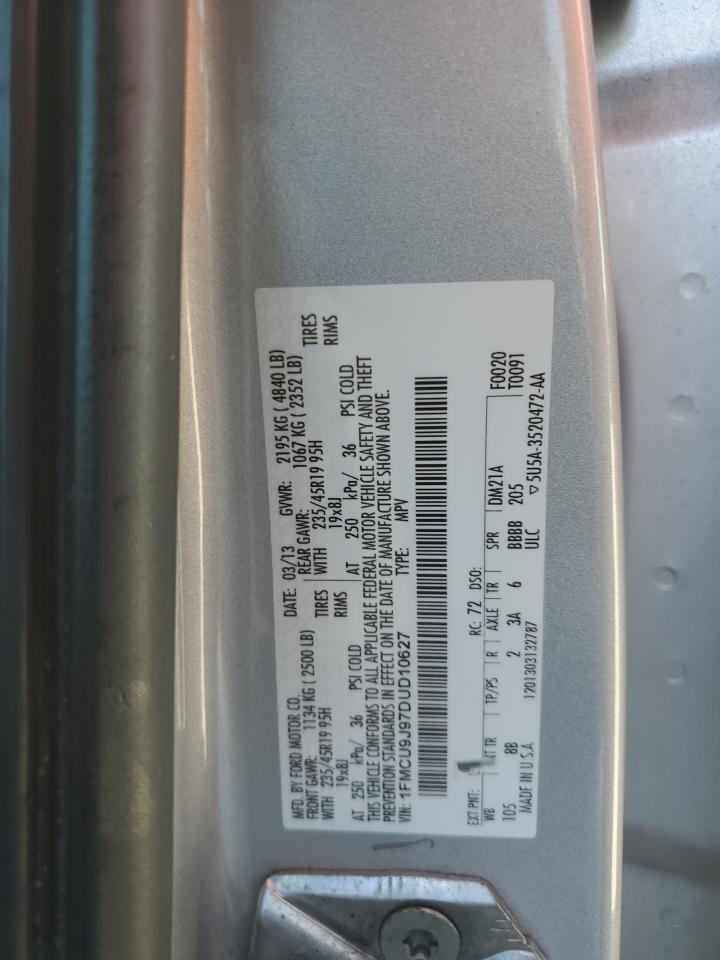 MFD. BY FORD MOTOR CO. DATE: 03/13 GVWR: 2195 KG ( 4840 LB)
FRONT GAWR: 1134 KG ( 2500 LB) REAR GAWR: 1067 KG ( 2352 LB)
WITH 235/45R19 95H TIRES WITH 235/45R19 95H TIRES
19x8J RIMS 19x8J RIMS
AT 250 kPa/ 36 PSI COLD AT 250 kPa/ 36 PSI COLD
THIS VEHICLE CONFORMS TO ALL APPLICABLE FEDERAL MOTOR VEHICLE SAFETY AND THEFT
PREVENTION STANDARDS IN EFFECT ON THE DATE OF MANUFACTURE SHOWN ABOVE.
VIN: 1FMCU9J97DUD10627 TYPE: MPV
EXT PNT: RC: 72 DSO: F0020
WB TR TP/PS R AXLE TR SPR DM21A T0091
105 8B 2 3A 6 BBBB 205
MADE IN U.S.A 1201303132787 ULC ▽5U5A-3520472-AA